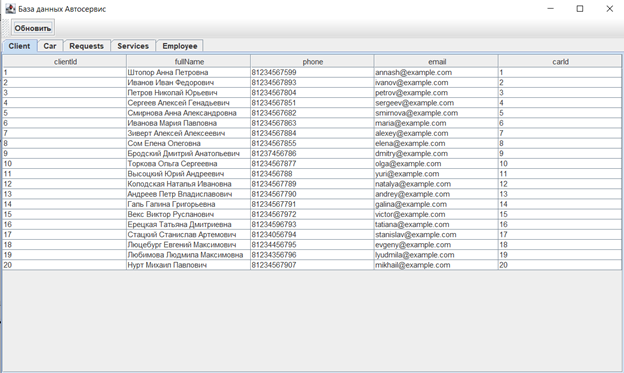 База данных Автосервис
Обновить
Client Car Requests Services Employee
clientId fullName phone email carId
1 Штопор Анна Петровна 81234567599 annash@example.com 1
2 Иванов Иван Федорович 81234567893 ivanov@example.com 2
3 Петров Николай Юрьевич 81234567804 petrov@example.com 3
4 Сергеев Алексей Генадьевич 81234567851 sergeev@example.com 4
5 Смирнова Анна Александровна 81234567682 smirnova@example.com 5
6 Иванова Мария Павловна 81234567863 maria@example.com 6
7 Зиверт Алексей Алексеевич 81234567884 alexey@example.com 7
8 Сом Елена Олеговна 81234567855 elena@example.com 8
9 Бродский Дмитрий Анатольевич 81237456786 dmitry@example.com 9
10 Торкова Ольга Сергеевна 81234567877 olga@example.com 10
11 Высоцкий Юрий Андреевич 8123456788 yuri@example.com 11
12 Колодская Наталья Ивановна 81234567789 natalya@example.com 12
13 Андреев Петр Владиславович 81234567790 andrey@example.com 13
14 Галь Галина Григорьевна 81234567791 galina@example.com 14
15 Векс Виктор Русланович 81234567972 victor@example.com 15
16 Ерецкая Татьяна Дмитриевна 81234596793 tatiana@example.com 16
17 Стацкий Станислав Артемович 81234056794 stanislav@example.com 17
18 Люцебург Евгений Максимович 81234456795 evgeny@example.com 18
19 Любимова Людмила Максимовна 81234356796 lyudmila@example.com 19
20 Нурт Михаил Павлович 81234567907 mikhail@example.com 20